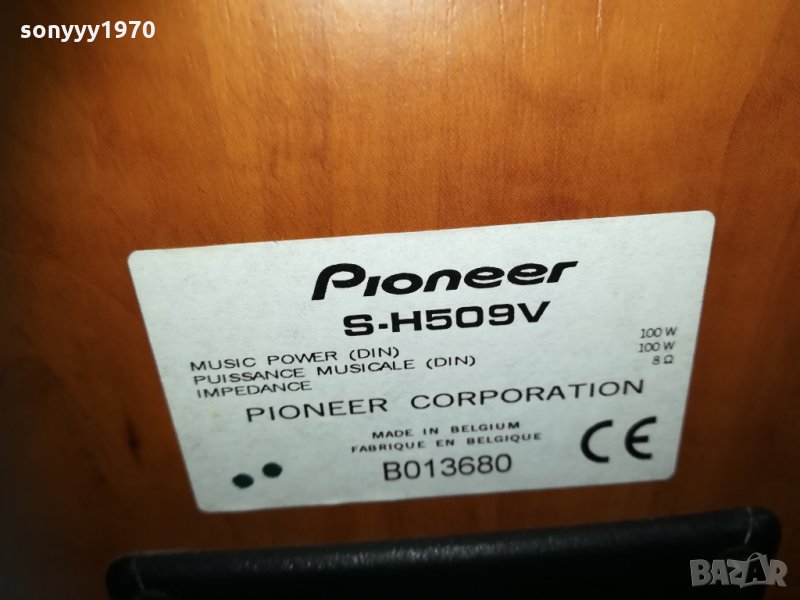 sonyyy1970
Pioneer
S-H509V
MUSIC POWER (DIN) 100 W
PUISSANCE MUSICALE (DIN) 100 W
IMPEDANCE 8 Ω
PIONEER CORPORATION
MADE IN BELGIUM
FABRIQUE EN BELGIQUE
B013680
CE
BAZAR